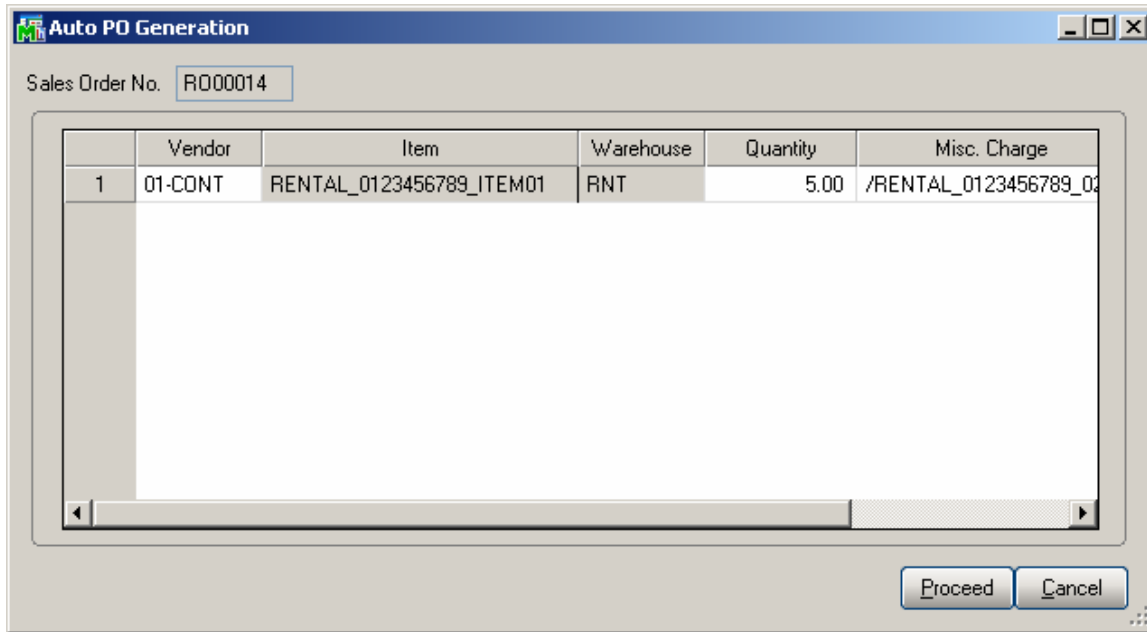 Auto PO Generation
Sales Order No. RO00014
Vendor Item Warehouse Quantity Misc. Charge
1 01-CONT RENTAL_0123456789_ITEM01 RNT 5.00 /RENTAL_0123456789_02
Proceed Cancel